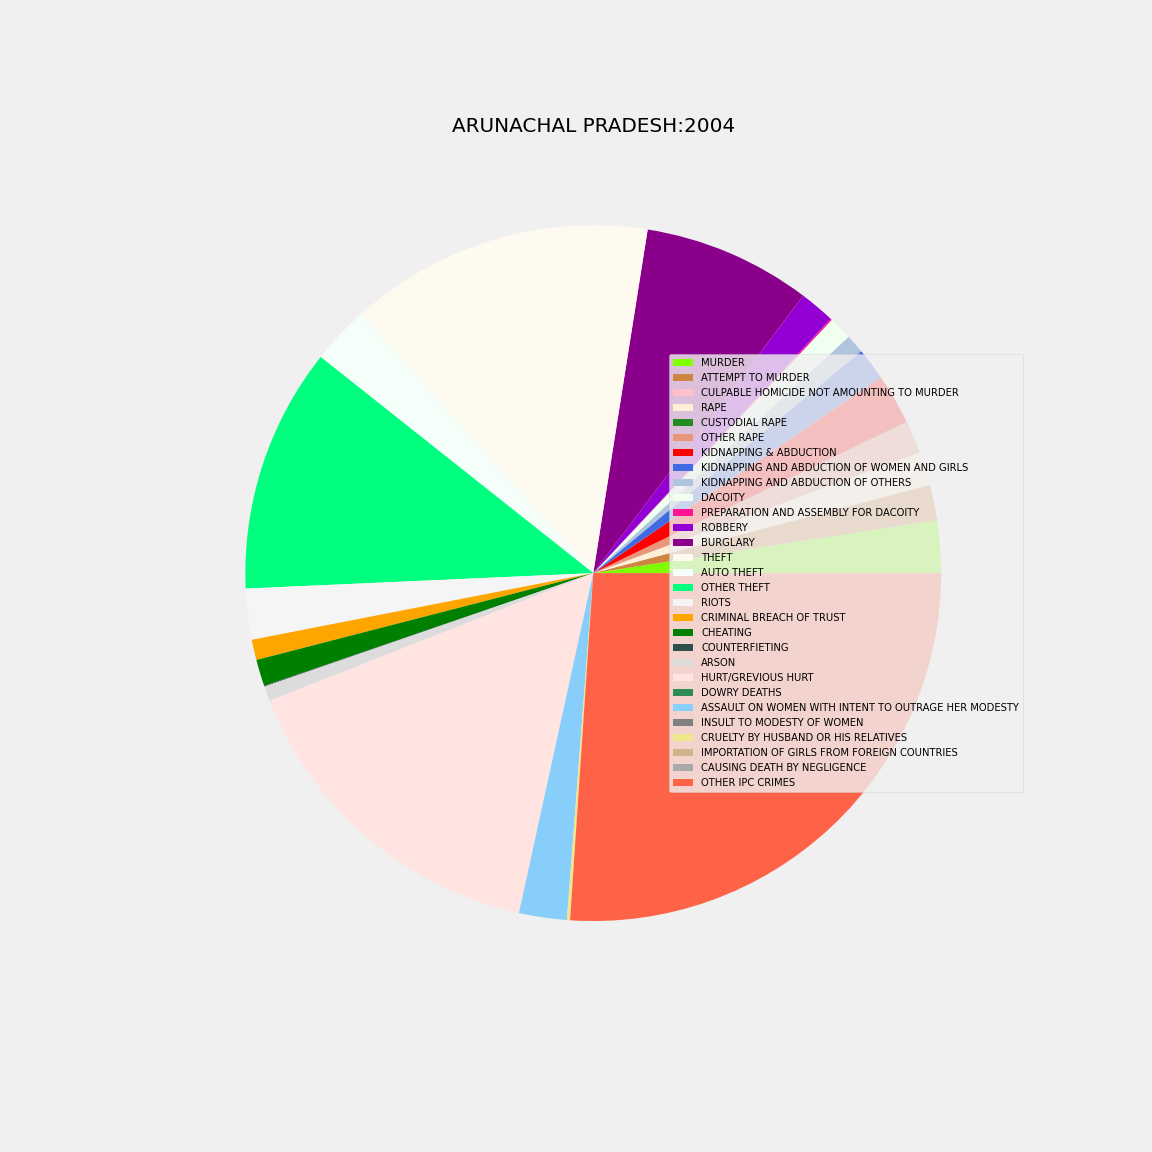 ARUNACHAL PRADESH:2004
MURDER
ATTEMPT TO MURDER
CULPABLE HOMICIDE NOT AMOUNTING TO MURDER
RAPE
CUSTODIAL RAPE
OTHER RAPE
KIDNAPPING & ABDUCTION
KIDNAPPING AND ABDUCTION OF WOMEN AND GIRLS
KIDNAPPING AND ABDUCTION OF OTHERS
DACOITY
PREPARATION AND ASSEMBLY FOR DACOITY
ROBBERY
BURGLARY
THEFT
AUTO THEFT
OTHER THEFT
RIOTS
CRIMINAL BREACH OF TRUST
CHEATING
COUNTERFIETING
ARSON
HURT/GREVIOUS HURT
DOWRY DEATHS
ASSAULT ON WOMEN WITH INTENT TO OUTRAGE HER MODESTY
INSULT TO MODESTY OF WOMEN
CRUELTY BY HUSBAND OR HIS RELATIVES
IMPORTATION OF GIRLS FROM FOREIGN COUNTRIES
CAUSING DEATH BY NEGLIGENCE
OTHER IPC CRIMES